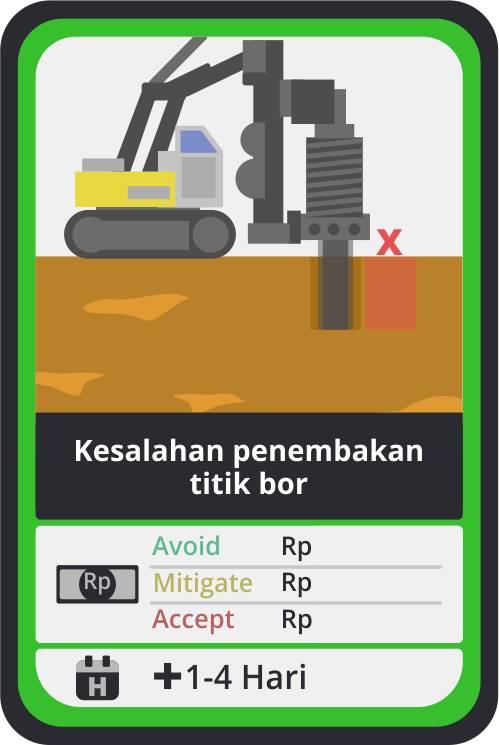 X
Kesalahan penembakan
titik bor
Rp
Avoid Rp
Mitigate Rp
Accept Rp
H
+1-4 Hari